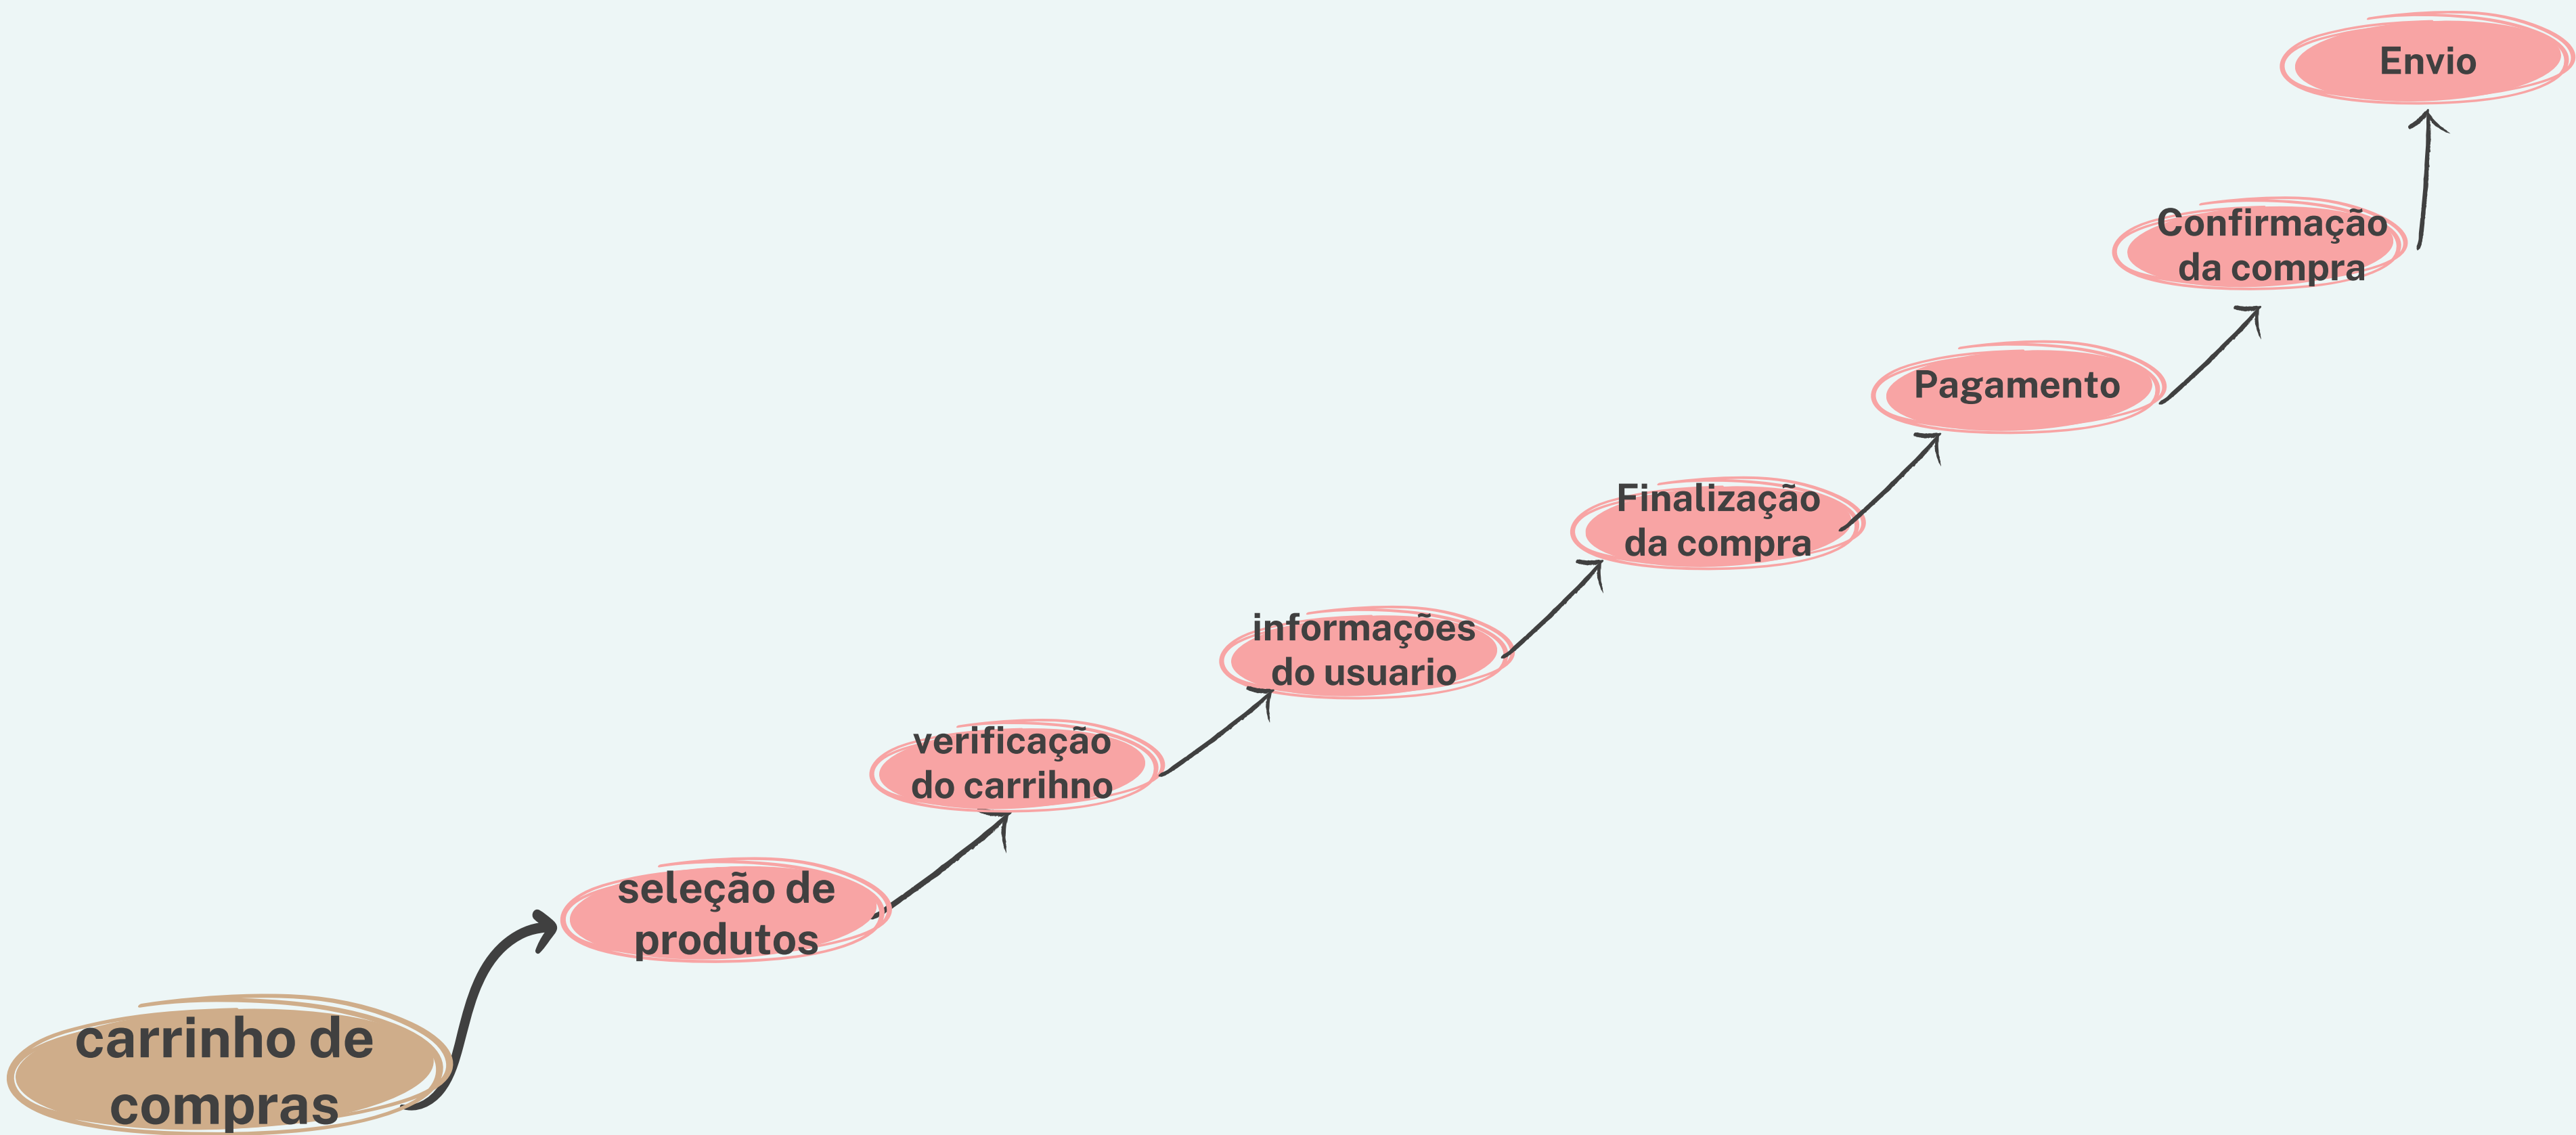 Envio
Confirmação
da compra
Pagamento
Finalização
da compra
informações
do usuario
verificação
do carrihno
seleção de
produtos
carrinho de
compras